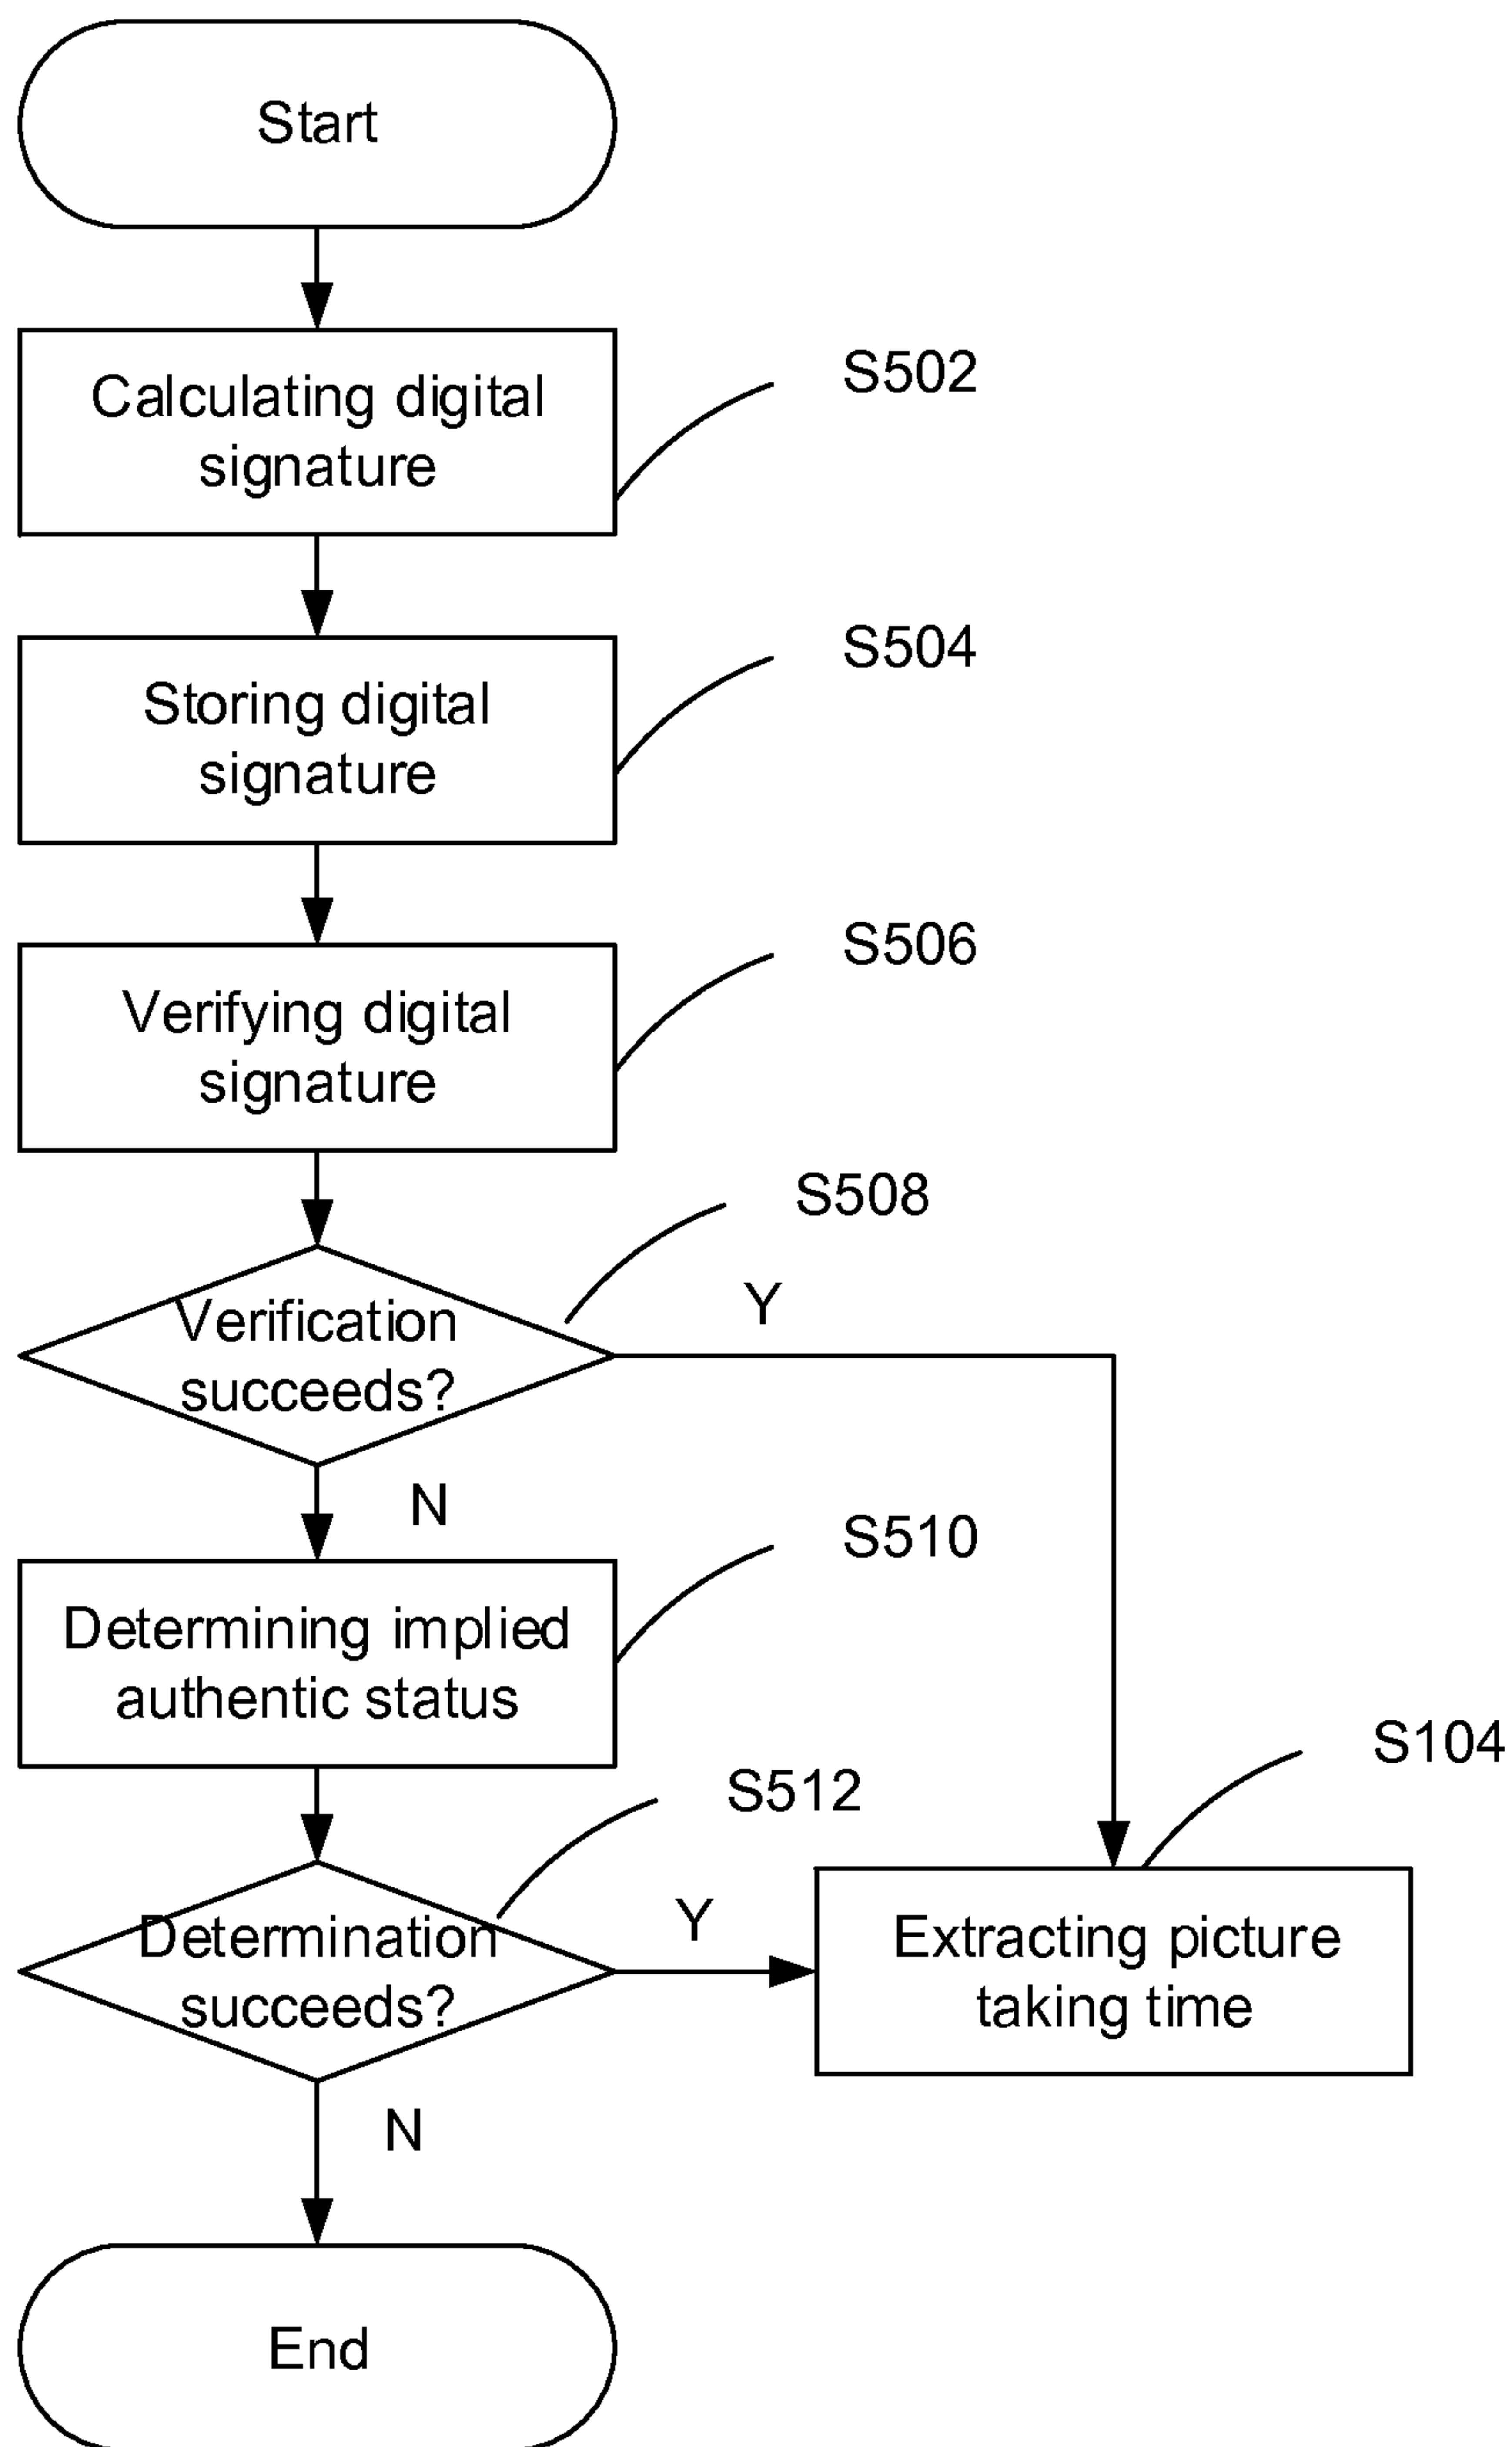 Start
Calculating digital
signature
S502
Storing digital
signature
S504
Verifying digital
signature
S506
Verification
succeeds?
S508
Y
N
Determining implied
authentic status
S510
Determination
succeeds?
S512
Y
Extracting picture
taking time
S104
N
End